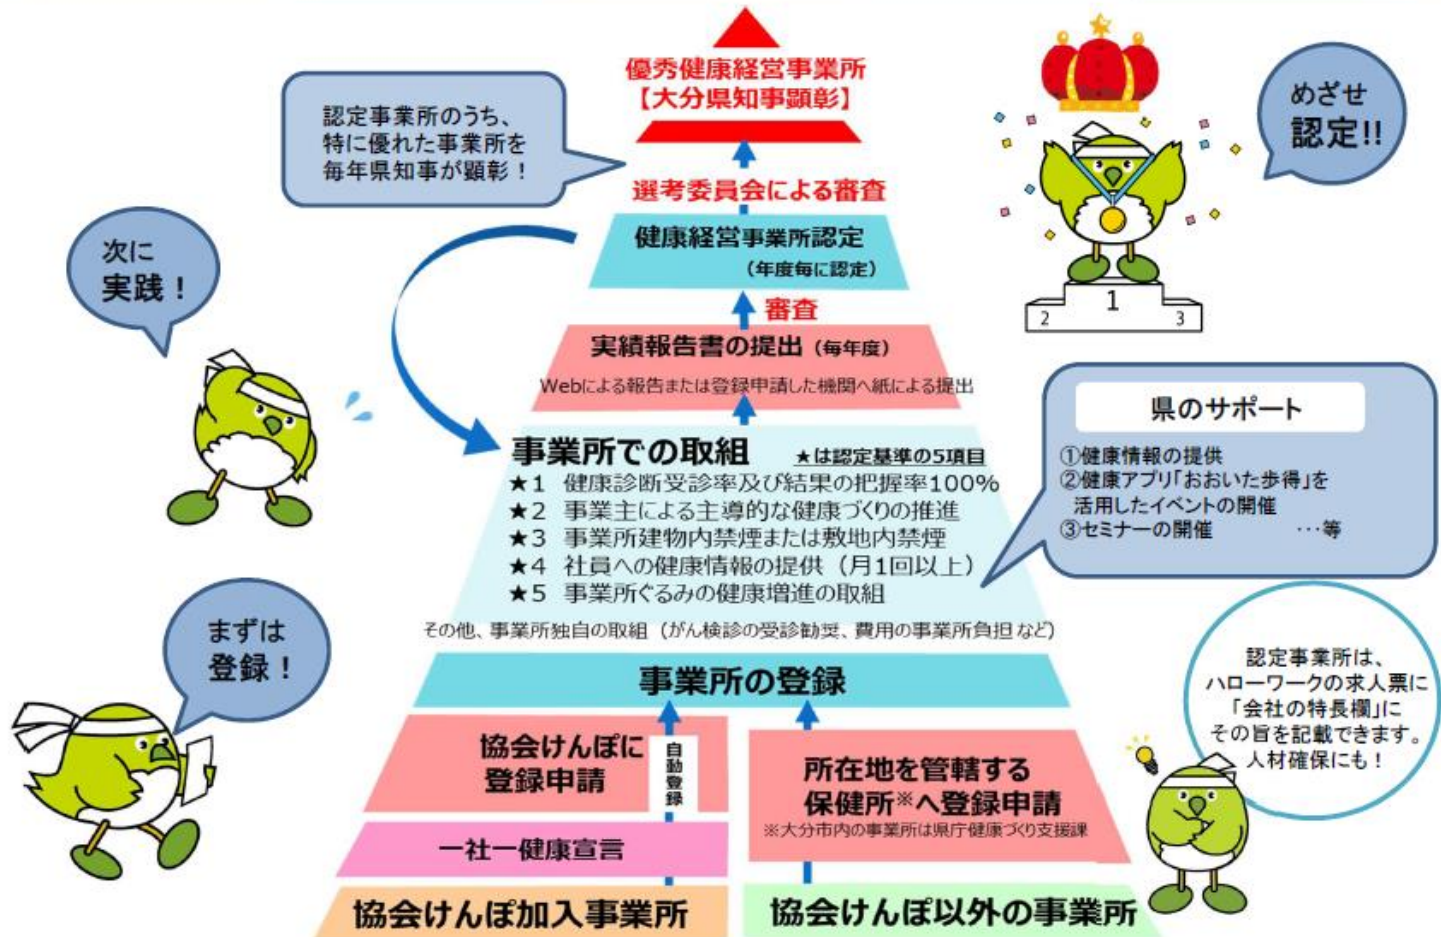 優秀健康経営事業所
【大分県知事顕彰】
認定事業所のうち、
特に優れた事業所を
毎年県知事が顕彰！
めざせ
認定!!
選考委員会による審査
健康経営事業所認定
（年度毎に認定）
次に
実践！
1
2
3
審査
実績報告書の提出（毎年度）
Webによる報告または登録申請した機関へ紙による提出
県のサポート
①健康情報の提供
②健康アプリ「おおいた歩得」を
活用したイベントの開催
③セミナーの開催 …等
事業所での取組 ★は認定基準の5項目
★1 健康診断受診率及び結果の把握率100%
★2 事業主による主導的な健康づくりの推進
★3 事業所建物内禁煙または敷地内禁煙
★4 社員への健康情報の提供（月1回以上）
★5 事業所ぐるみの健康増進の取組
その他、事業所独自の取組（がん検診の受診勧奨、費用の事業所負担など）
まずは
登録！
認定事業所は、
ハローワークの求人票に
「会社の特長欄」に
その旨を記載できます。
人材確保にも！
事業所の登録
協会けんぽに
登録申請
自動登録
所在地を管轄する
保健所※へ登録申請
※大分市内の事業所は県庁健康づくり支援課
一社一健康宣言
協会けんぽ加入事業所
協会けんぽ以外の事業所